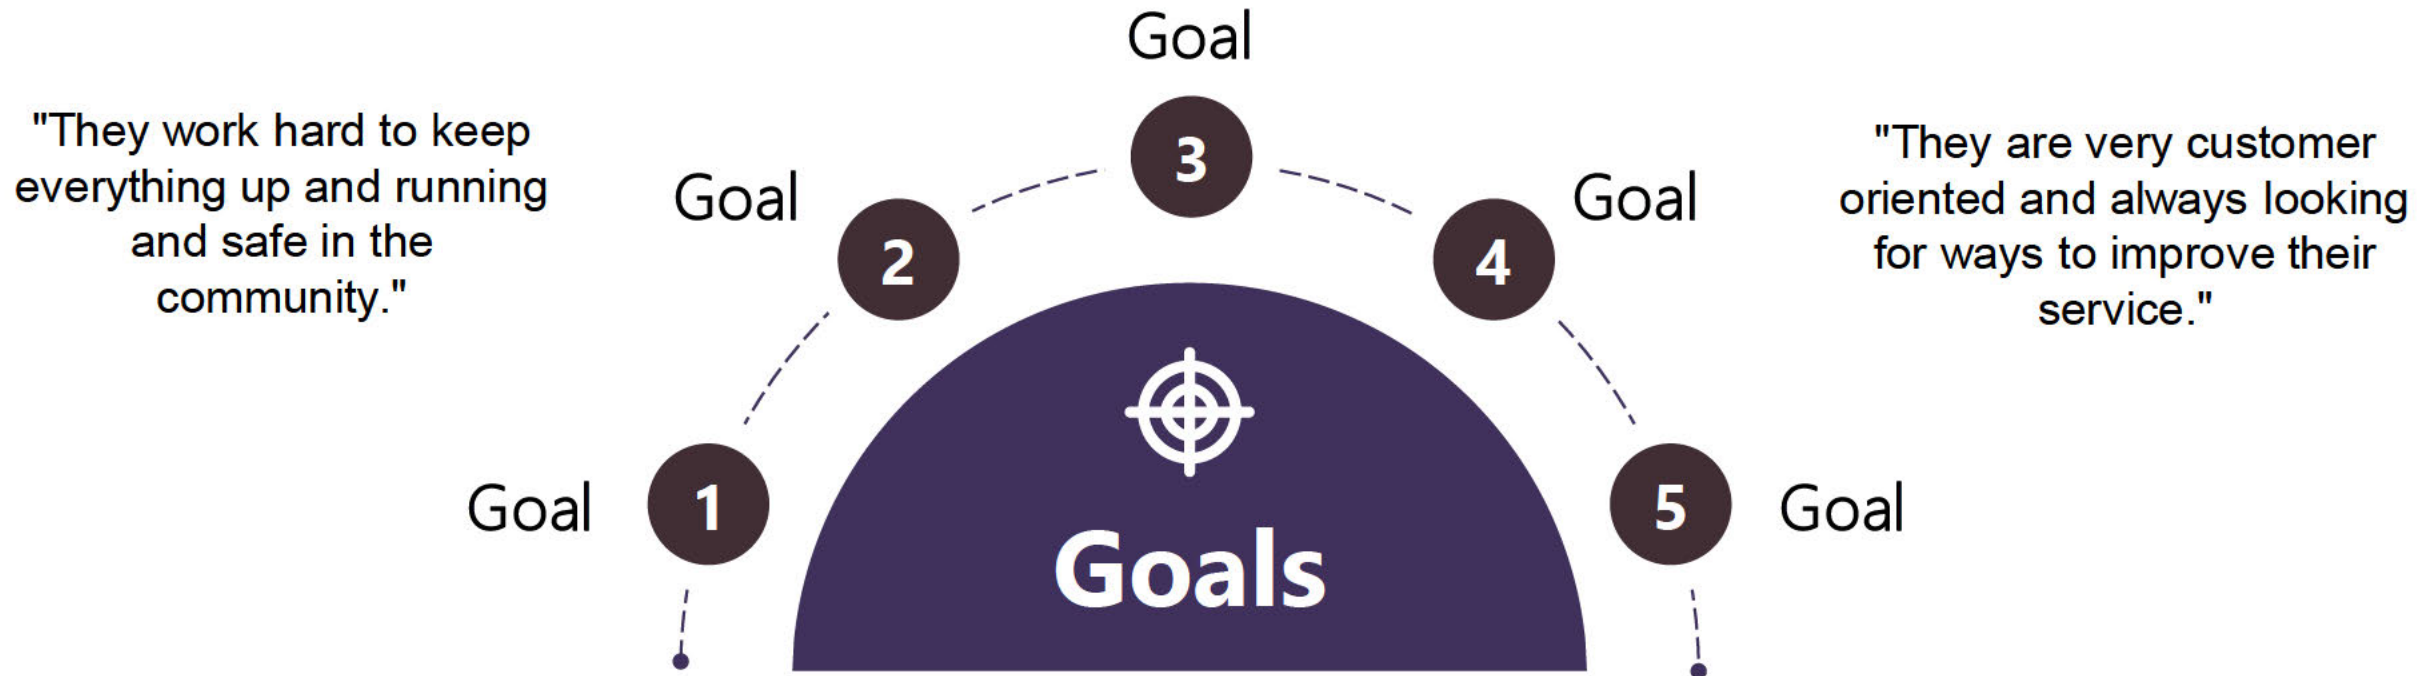 "They work hard to keep
everything up and running
and safe in the
community."
Goal
1
Goal
2
Goal
3
Goal
4
Goal
5
Goals
"They are very customer
oriented and always looking
for ways to improve their
service."